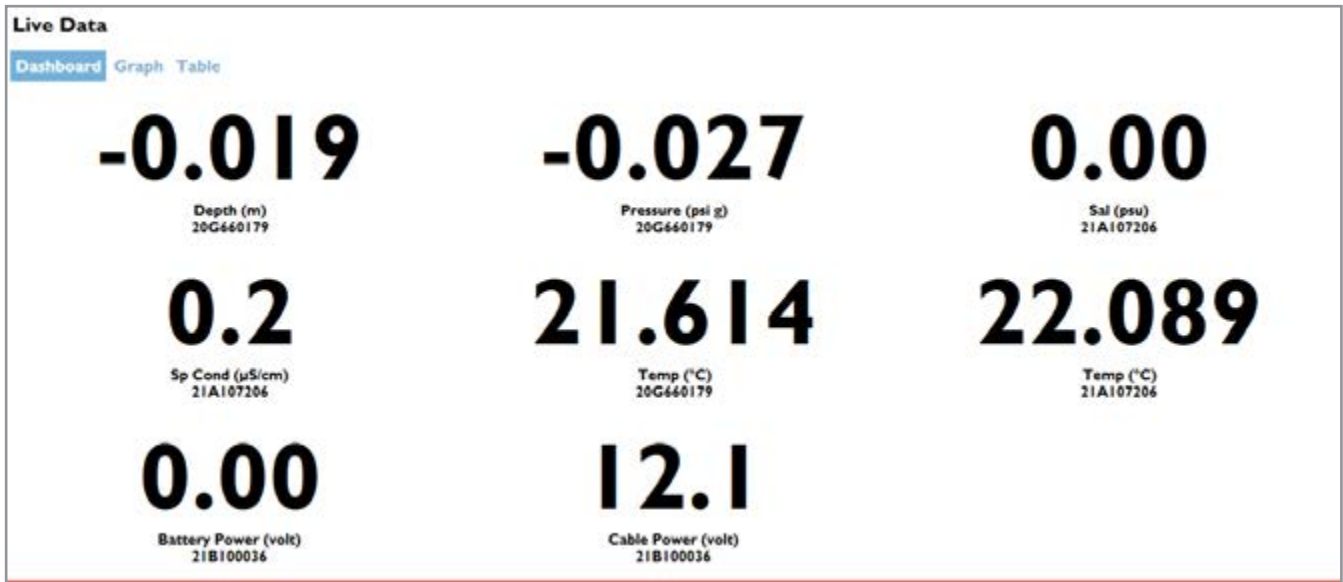 Live Data
Dashboard Graph Table
-0.019 -0.027 0.00
Depth (m) Pressure (psi g) Sal (psu)
20G660179 20G660179 21A107206
0.2 21.614 22.089
Sp Cond (µS/cm) Temp (°C) Temp (°C)
21A107206 20G660179 21A107206
0.00 12.1
Battery Power (volt) Cable Power (volt)
21B100036 21B100036